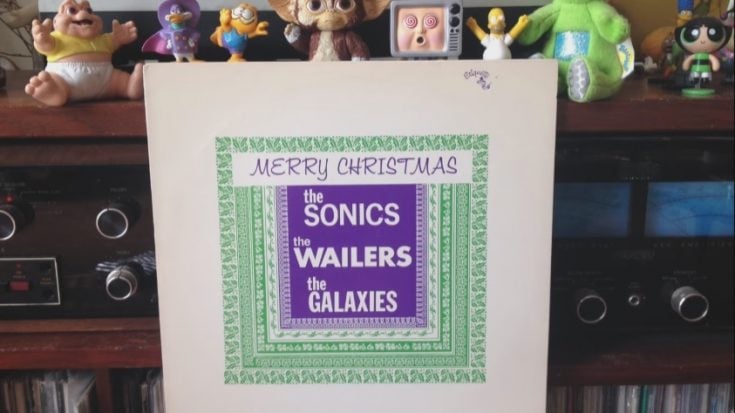 MERRY CHRISTMAS
the
SONICS
the
WAILERS
the
GALAXIES